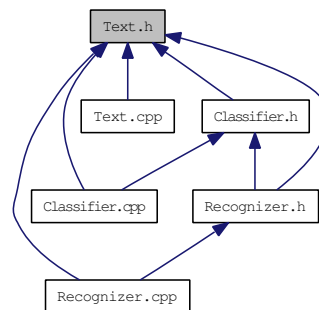 Text.h
Text.cpp
Classifier.h
Classifier.cpp
Recognizer.h
Recognizer.cpp